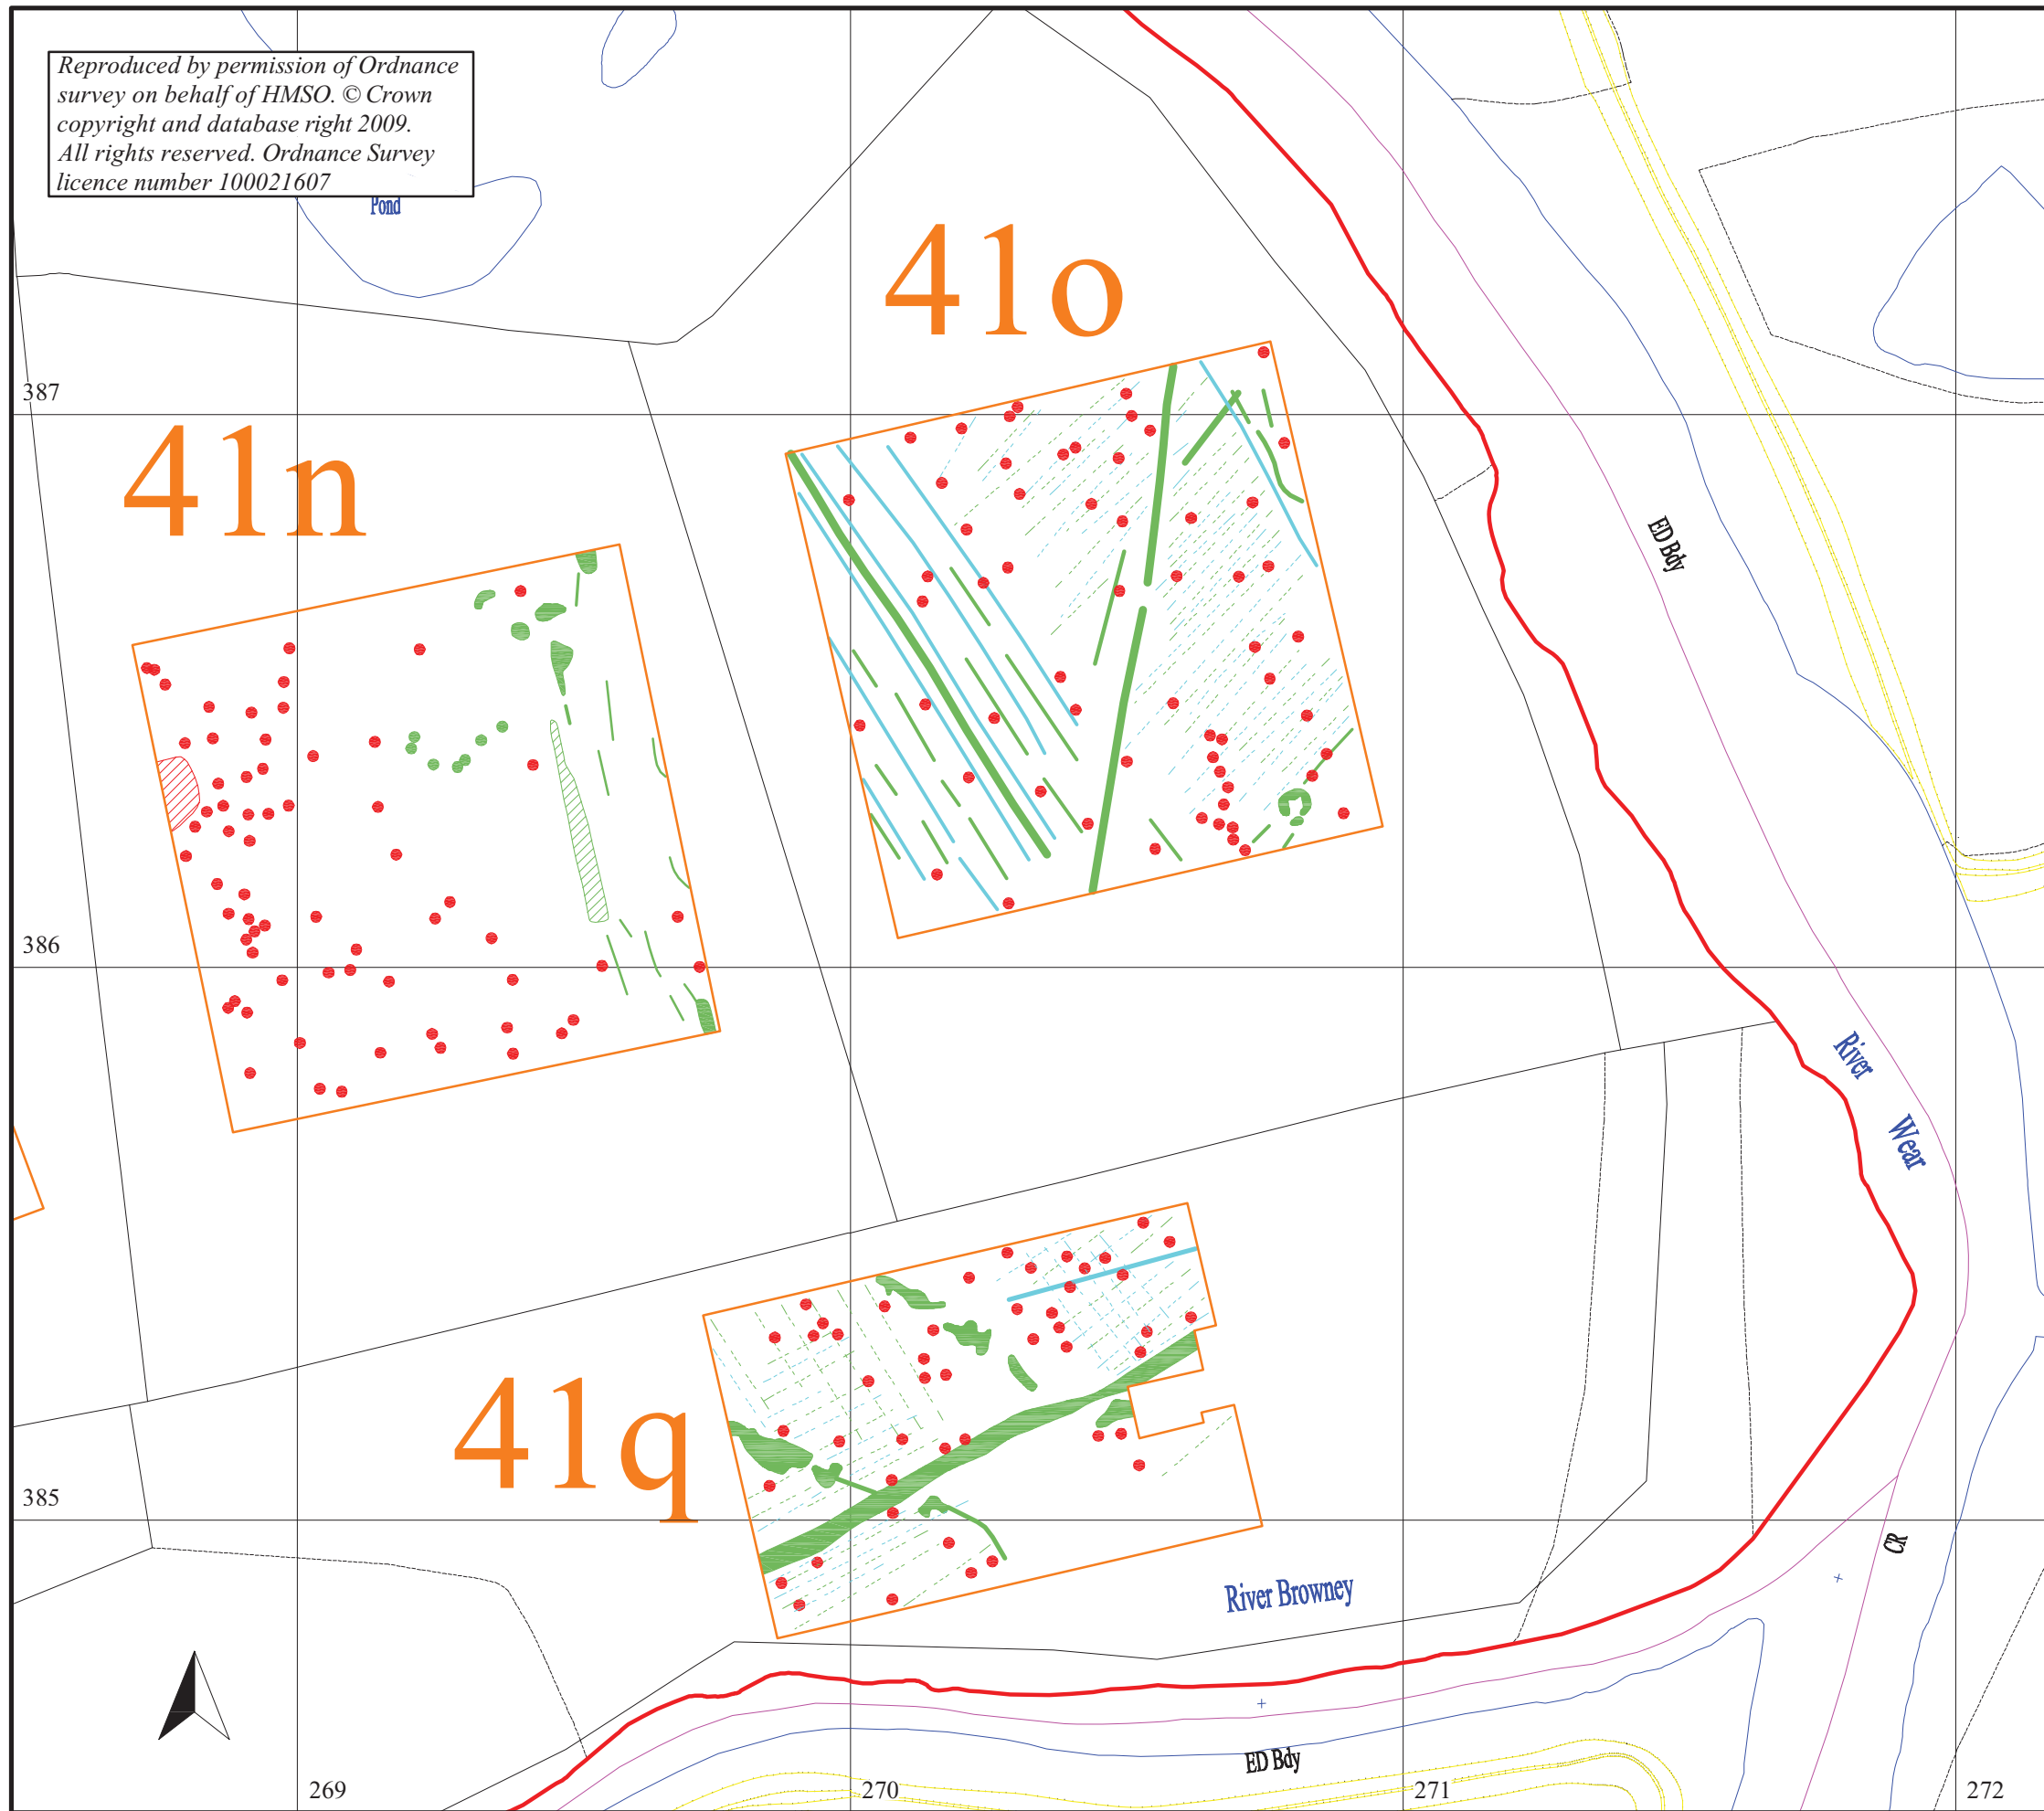 Reproduced by permission of Ordnance
survey on behalf of HMSO. © Crown
copyright and database right 2009.
All rights reserved. Ordnance Survey
licence number 100021607
Pond
41o
387
41n
ED Bdy
386
River
Wear
41q
385
CR
River Browney
ED Bdy
269
270
271
272